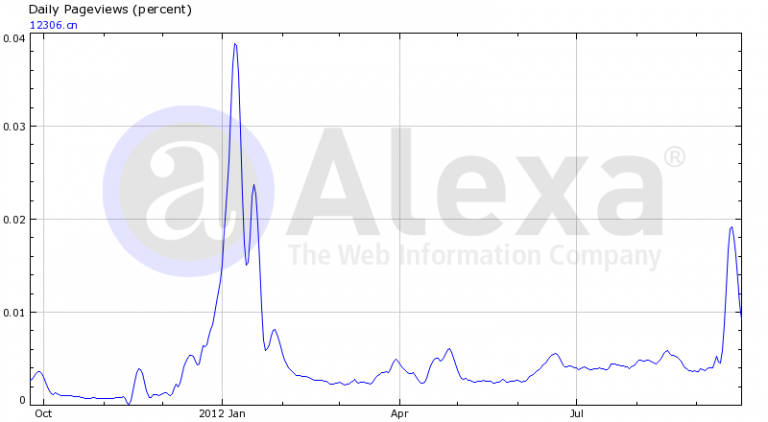 Daily Pageviews (percent)
12306.cn
0.04
0.03
0.02
0.01
0
Alexa®
The Web Information Company
Oct
2012 Jan
Apr
Jul